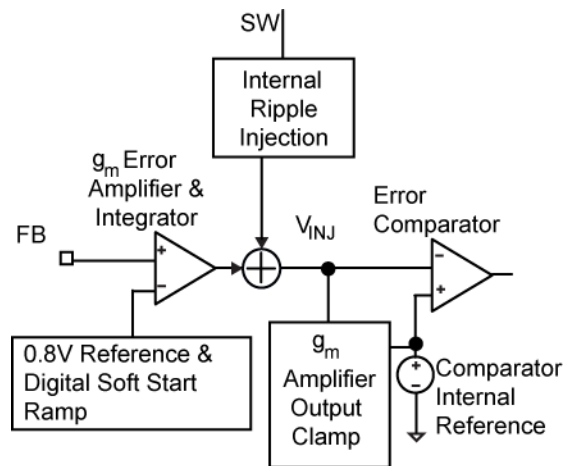 SW
Internal
Ripple
Injection
gm Error
Amplifier &
Integrator
FB
+
−
VINJ
Error
Comparator
−
+
0.8V Reference &
Digital Soft Start
Ramp
gm
Amplifier
Output
Clamp
+
−
Comparator
Internal
Reference